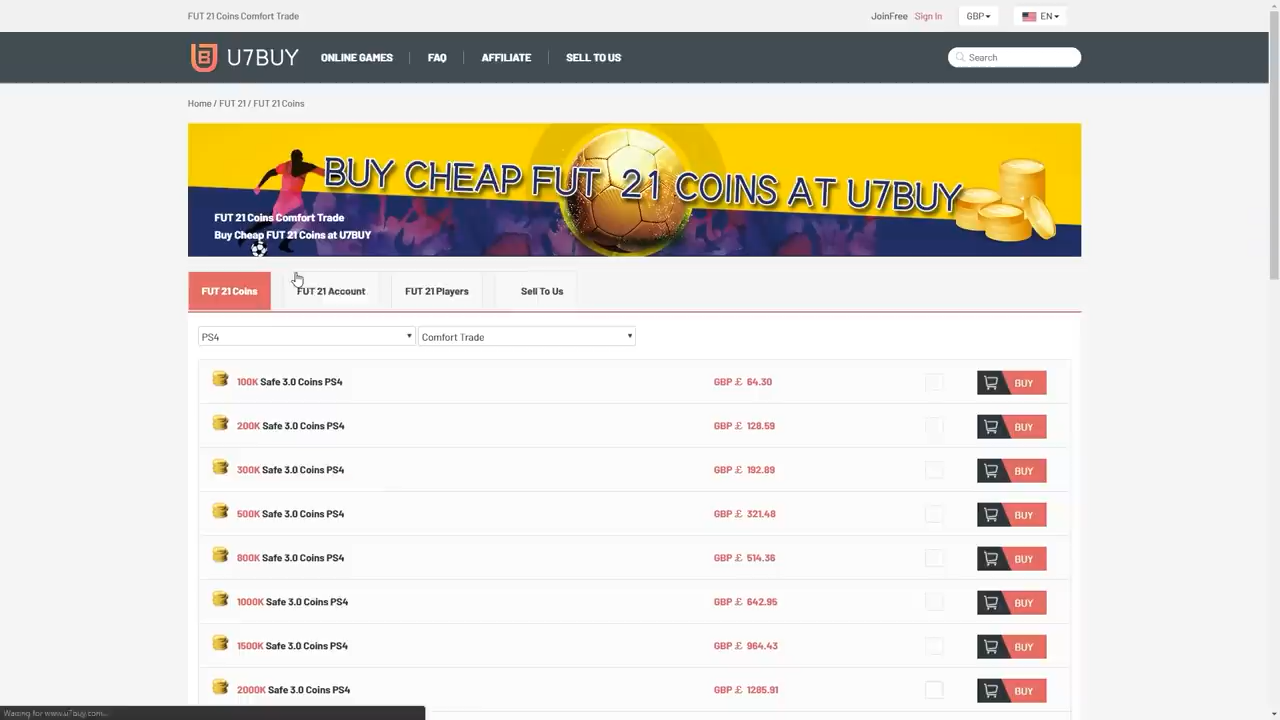 FUT 21 Coins Comfort Trade
JoinFree Sign In GBP EN
U7BUY ONLINE GAMES FAQ AFFILIATE SELL TO US Search
Home / FUT 21 / FUT 21 Coins
BUY CHEAP FUT 21 COINS AT U7BUY
FUT 21 Coins Comfort Trade
Buy Cheap FUT 21 Coins at U7BUY
FUT 21 Coins FUT 21 Account FUT 21 Players Sell To Us
PS4 Comfort Trade
100K Safe 3.0 Coins PS4 GBP £ 64.30 BUY
200K Safe 3.0 Coins PS4 GBP £ 128.59 BUY
300K Safe 3.0 Coins PS4 GBP £ 192.89 BUY
500K Safe 3.0 Coins PS4 GBP £ 321.48 BUY
800K Safe 3.0 Coins PS4 GBP £ 514.36 BUY
1000K Safe 3.0 Coins PS4 GBP £ 642.95 BUY
1500K Safe 3.0 Coins PS4 GBP £ 964.43 BUY
2000K Safe 3.0 Coins PS4 GBP £ 1285.91 BUY
Waiting for www.u7buy.com...